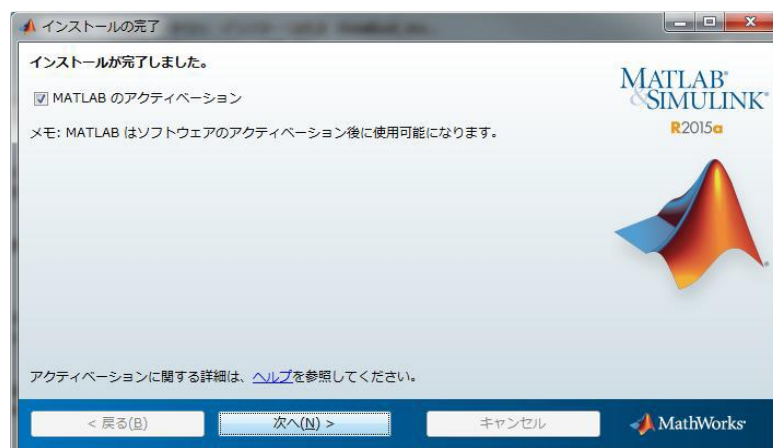 インストールの完了
インストールが完了しました。
MATLAB のアクティベーション
メモ: MATLAB はソフトウェアのアクティベーション後に使用可能になります。
MATLAB®
&SIMULINK®
R2015a
アクティベーションに関する詳細は、ヘルプを参照してください。
< 戻る(B)
次へ(N) >
キャンセル
MathWorks®